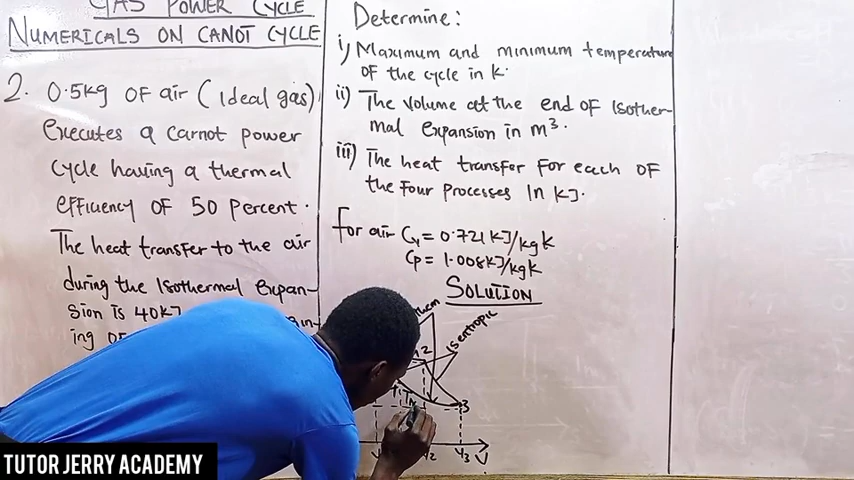 GAS POWER CYCLE
NUMERICALS ON CANOT CYCLE
2. 0.5kg OF air (Ideal gas)
Executes a Carnot power
cycle having a thermal
efficiency OF 50 percent.
The heat transfer to the air
during the Isothermal expan-
sion is 40KJ
ing OF
Determine:
i) Maximum and minimum temperature
OF the cycle in K.
ii) The volume at the end OF Isother-
mal expansion in m³.
iii) The heat transfer For each OF
the Four processes in KJ.
For air Cv = 0.721KJ/kgK
Cp = 1.008KJ/kgK
SOLUTION
Isentropic
2
3
V2
V3
V
TUTOR JERRY ACADEMY